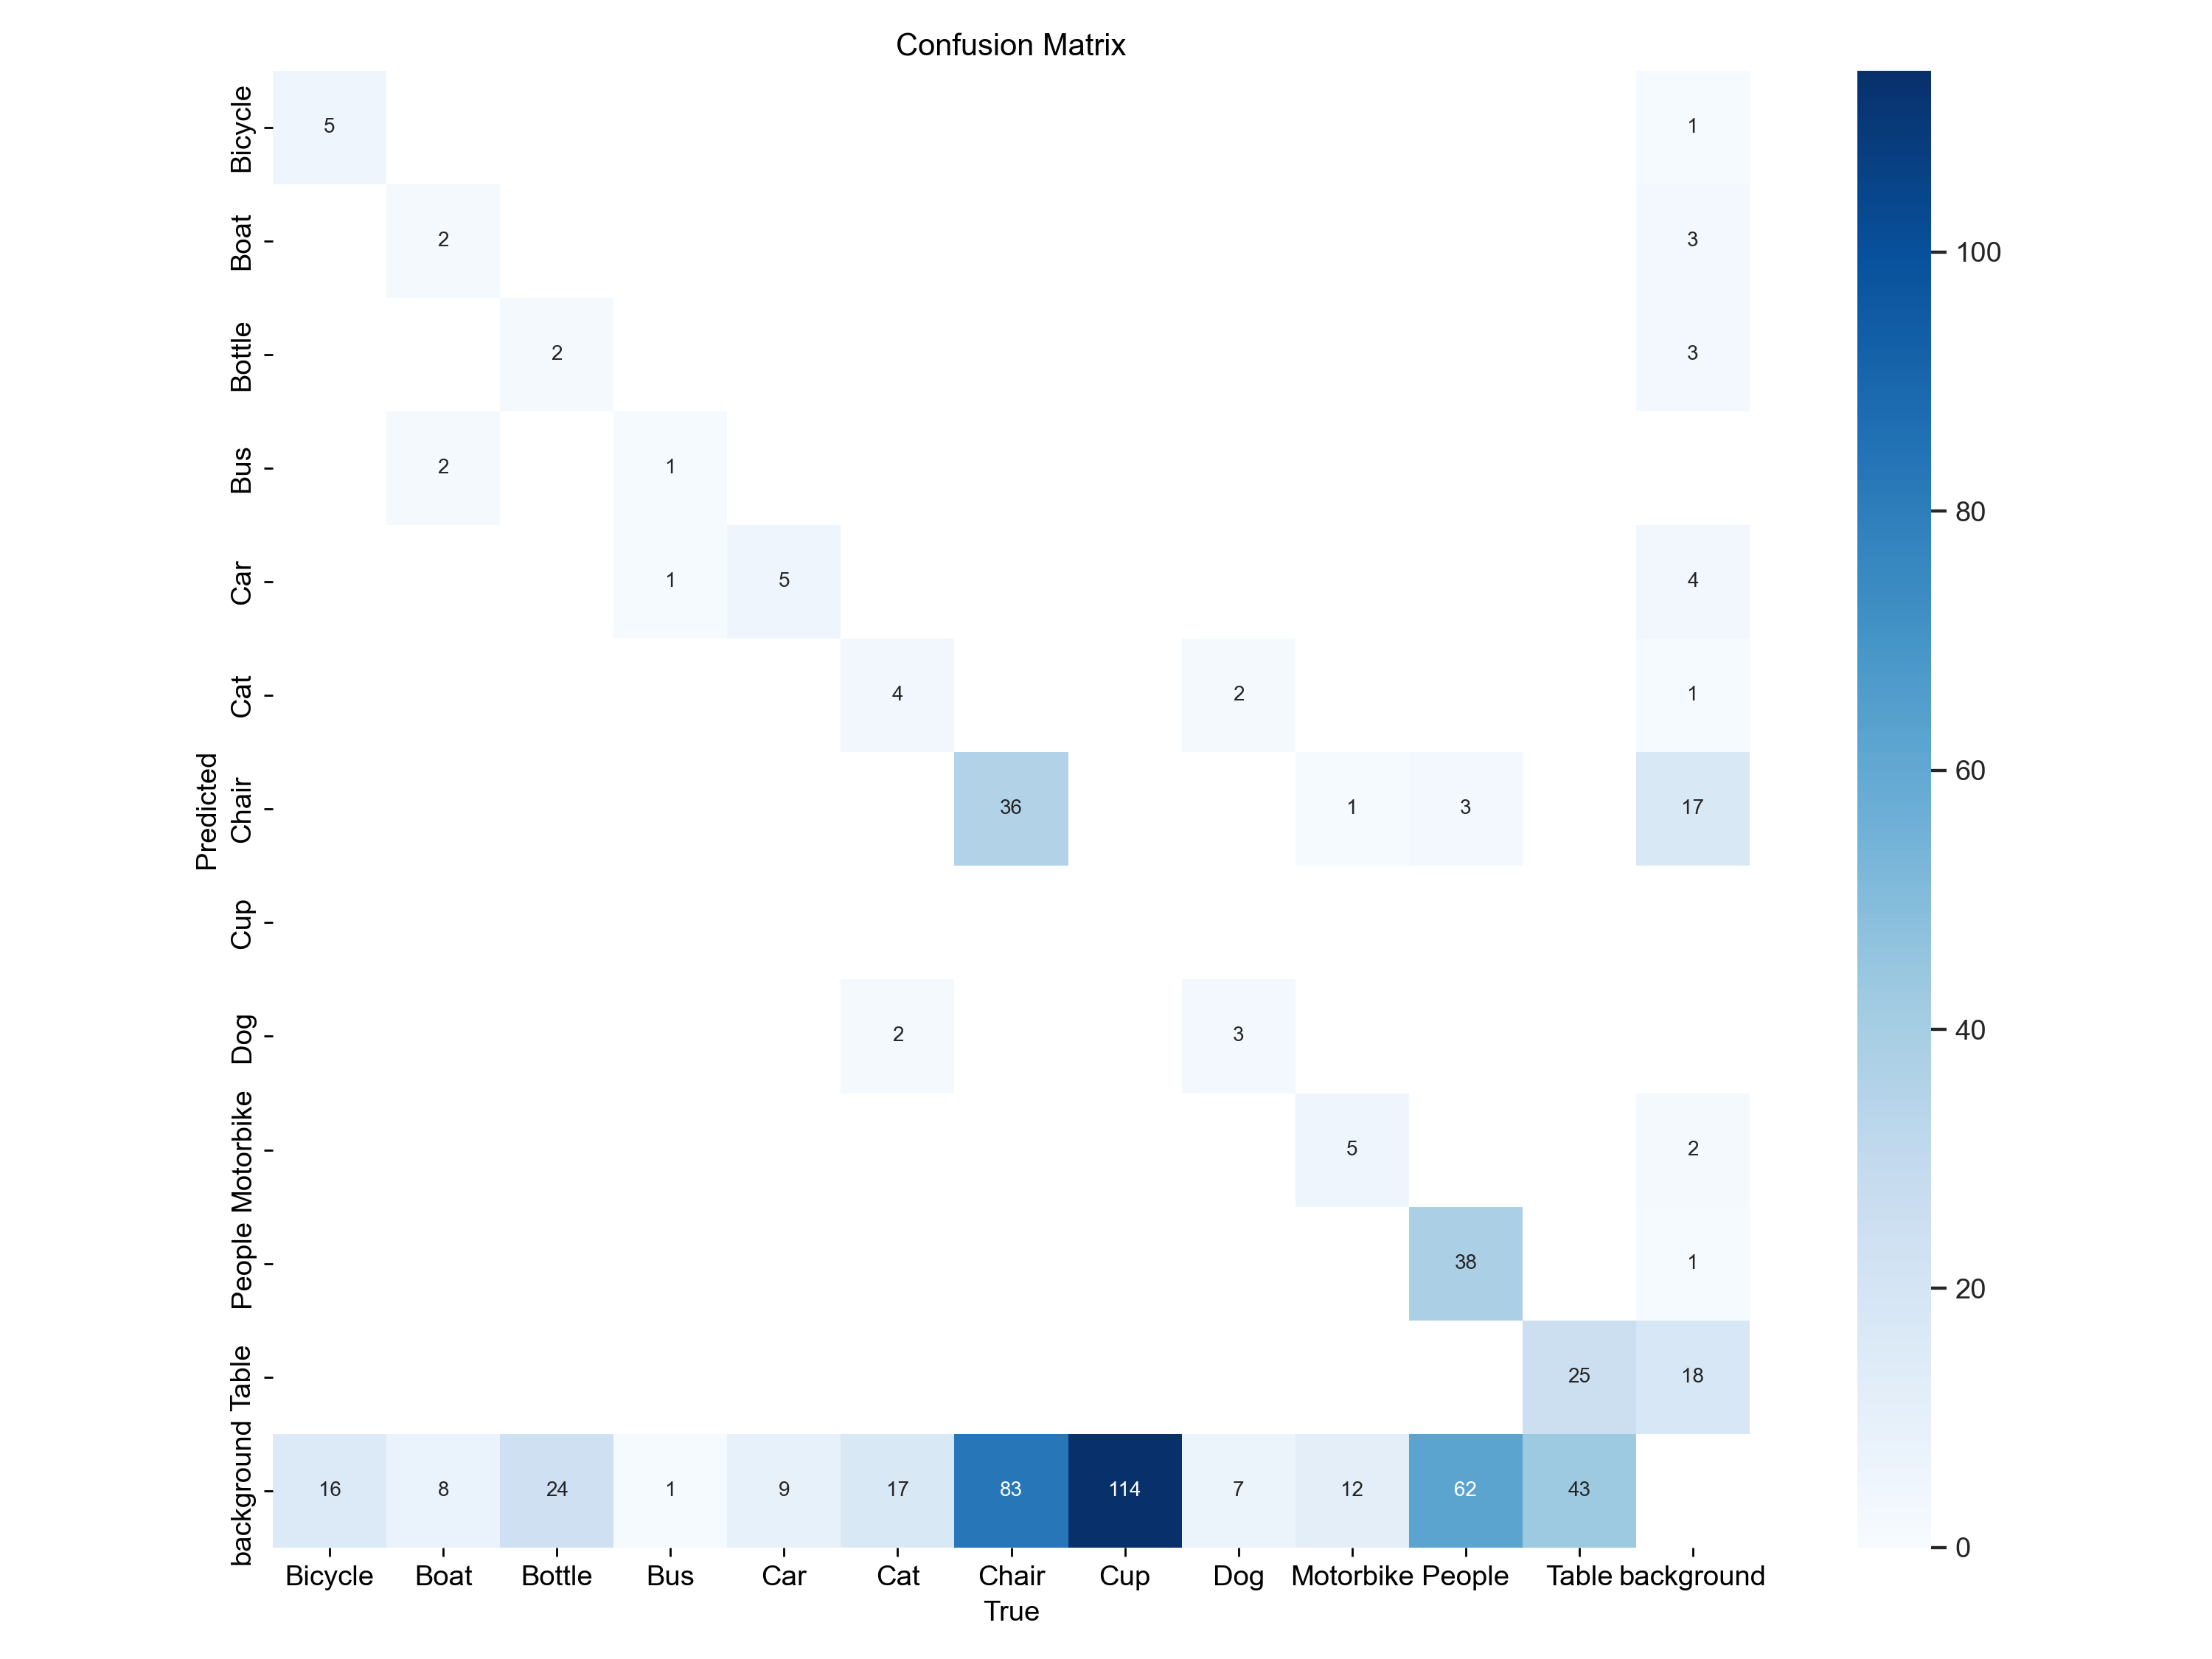 Confusion Matrix
Predicted
Bicycle 5 1
Boat 2 3
Bottle 2 3
Bus 2 1
Car 1 5 4
Cat 4 2 1
Chair 36 1 3 17
Cup
Dog 2 3
Motorbike 5 2
People 38 1
Table 25 18
background 16 8 24 1 9 17 83 114 7 12 62 43
Bicycle Boat Bottle Bus Car Cat Chair Cup Dog Motorbike People Table background
True
100
80
60
40
20
0